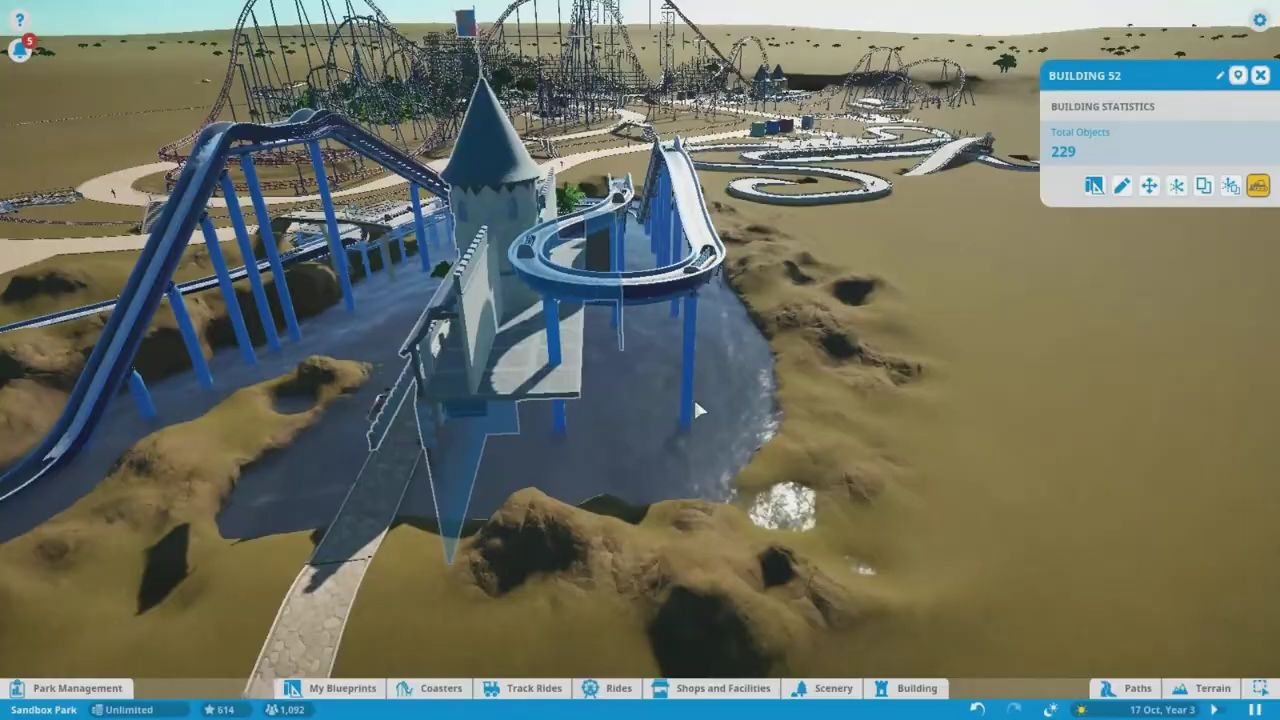 ?
5
BUILDING 52
BUILDING STATISTICS
Total Objects
229
Park Management
My Blueprints
Coasters
Track Rides
Rides
Shops and Facilities
Scenery
Building
Paths
Terrain
Sandbox Park
Unlimited
614
1,092
17 Oct, Year 3